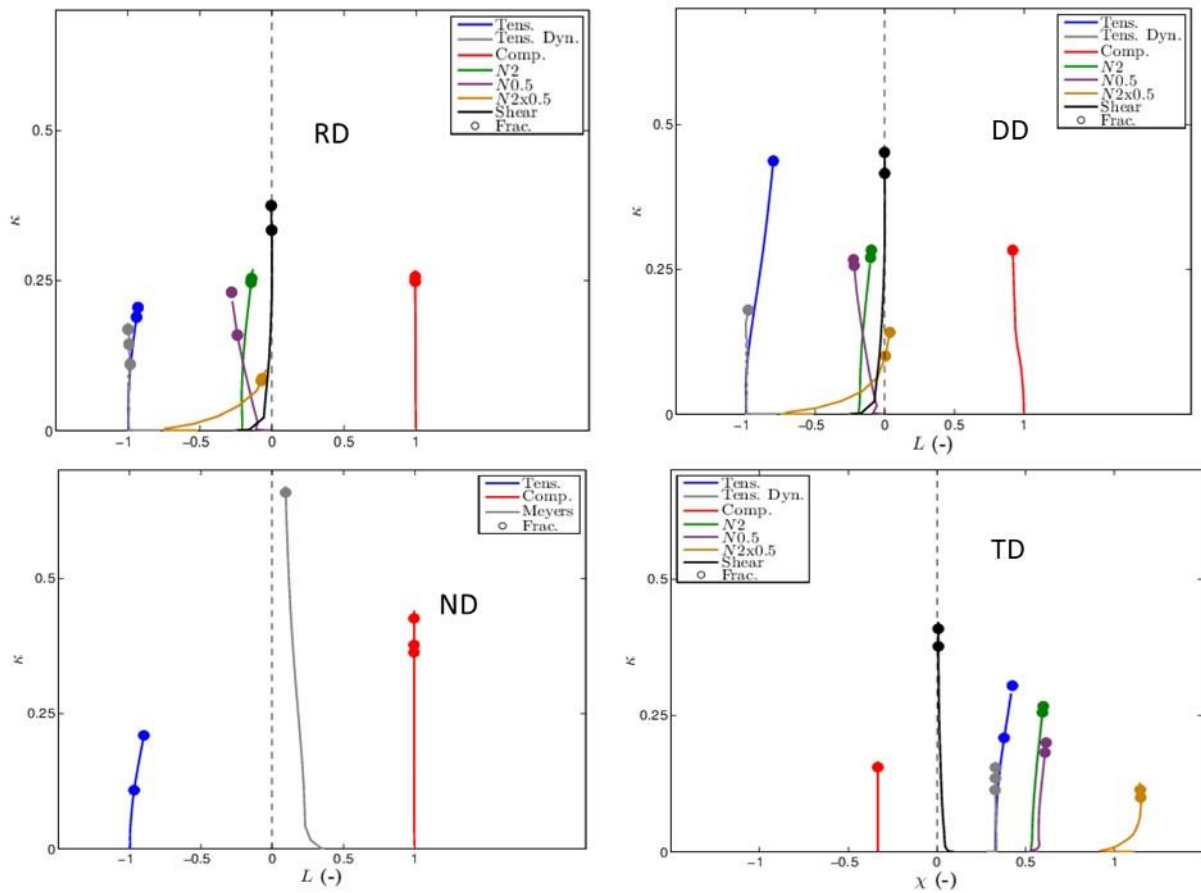 Tens.
Tens. Dyn.
Comp.
N2
N0.5
N2x0.5
Shear
Frac.
RD
0.5
κ
0.25
0
−1
−0.5
0
0.5
1
Tens.
Tens. Dyn.
Comp.
N2
N0.5
N2x0.5
Shear
Frac.
DD
0.5
κ
0.25
0
−1
−0.5
0
0.5
1
L (-)
Tens.
Comp.
Meyers
Frac.
0.5
ND
κ
0.25
0
−1
−0.5
0
0.5
1
L (-)
Tens.
Tens. Dyn.
Comp.
N2
N0.5
N2x0.5
Shear
Frac.
TD
0.5
κ
0.25
0
−1
−0.5
0
0.5
1
χ (-)